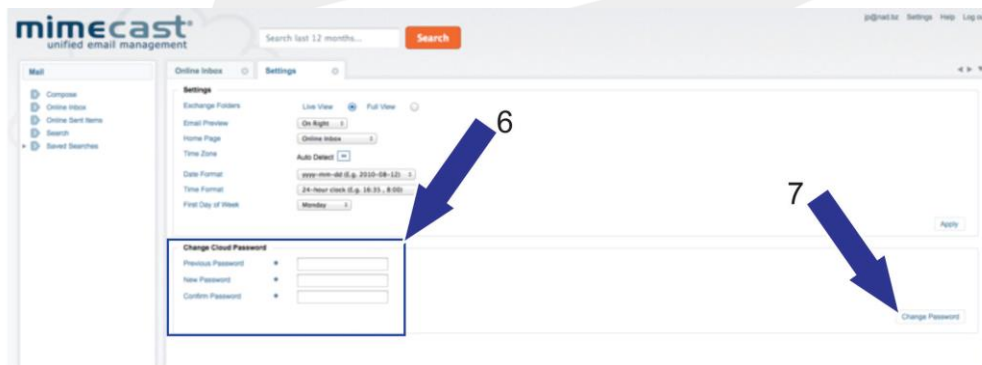 mimecast
unified email management
Search last 12 months...
Search
Settings Help Log
Mail
Compose
Online Inbox
Online Sent Items
Search
Saved Searches
Online Inbox
Settings
Settings
Exchange Folders Live View Full View
Email Preview On Right
Home Page Online Inbox
Time Zone Auto Detect
Date Format yyyy-mm-dd (E.g. 2010-08-12)
Time Format 24-hour clock (E.g. 16:35 , 8:00)
First Day of Week Monday
Apply
6
7
Change Cloud Password
Previous Password
New Password
Confirm Password
Change Password